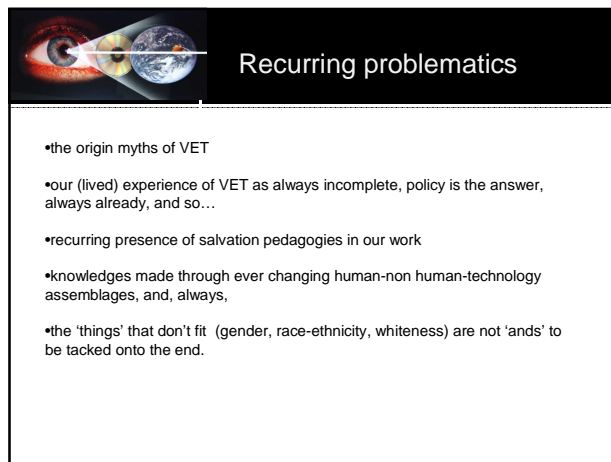 Recurring problematics
•the origin myths of VET
•our (lived) experience of VET as always incomplete, policy is the answer,
always already, and so…
•recurring presence of salvation pedagogies in our work
•knowledges made through ever changing human-non human-technology
assemblages, and, always,
•the ‘things’ that don’t fit  (gender, race-ethnicity, whiteness) are not ‘ands’ to
be tacked onto the end.